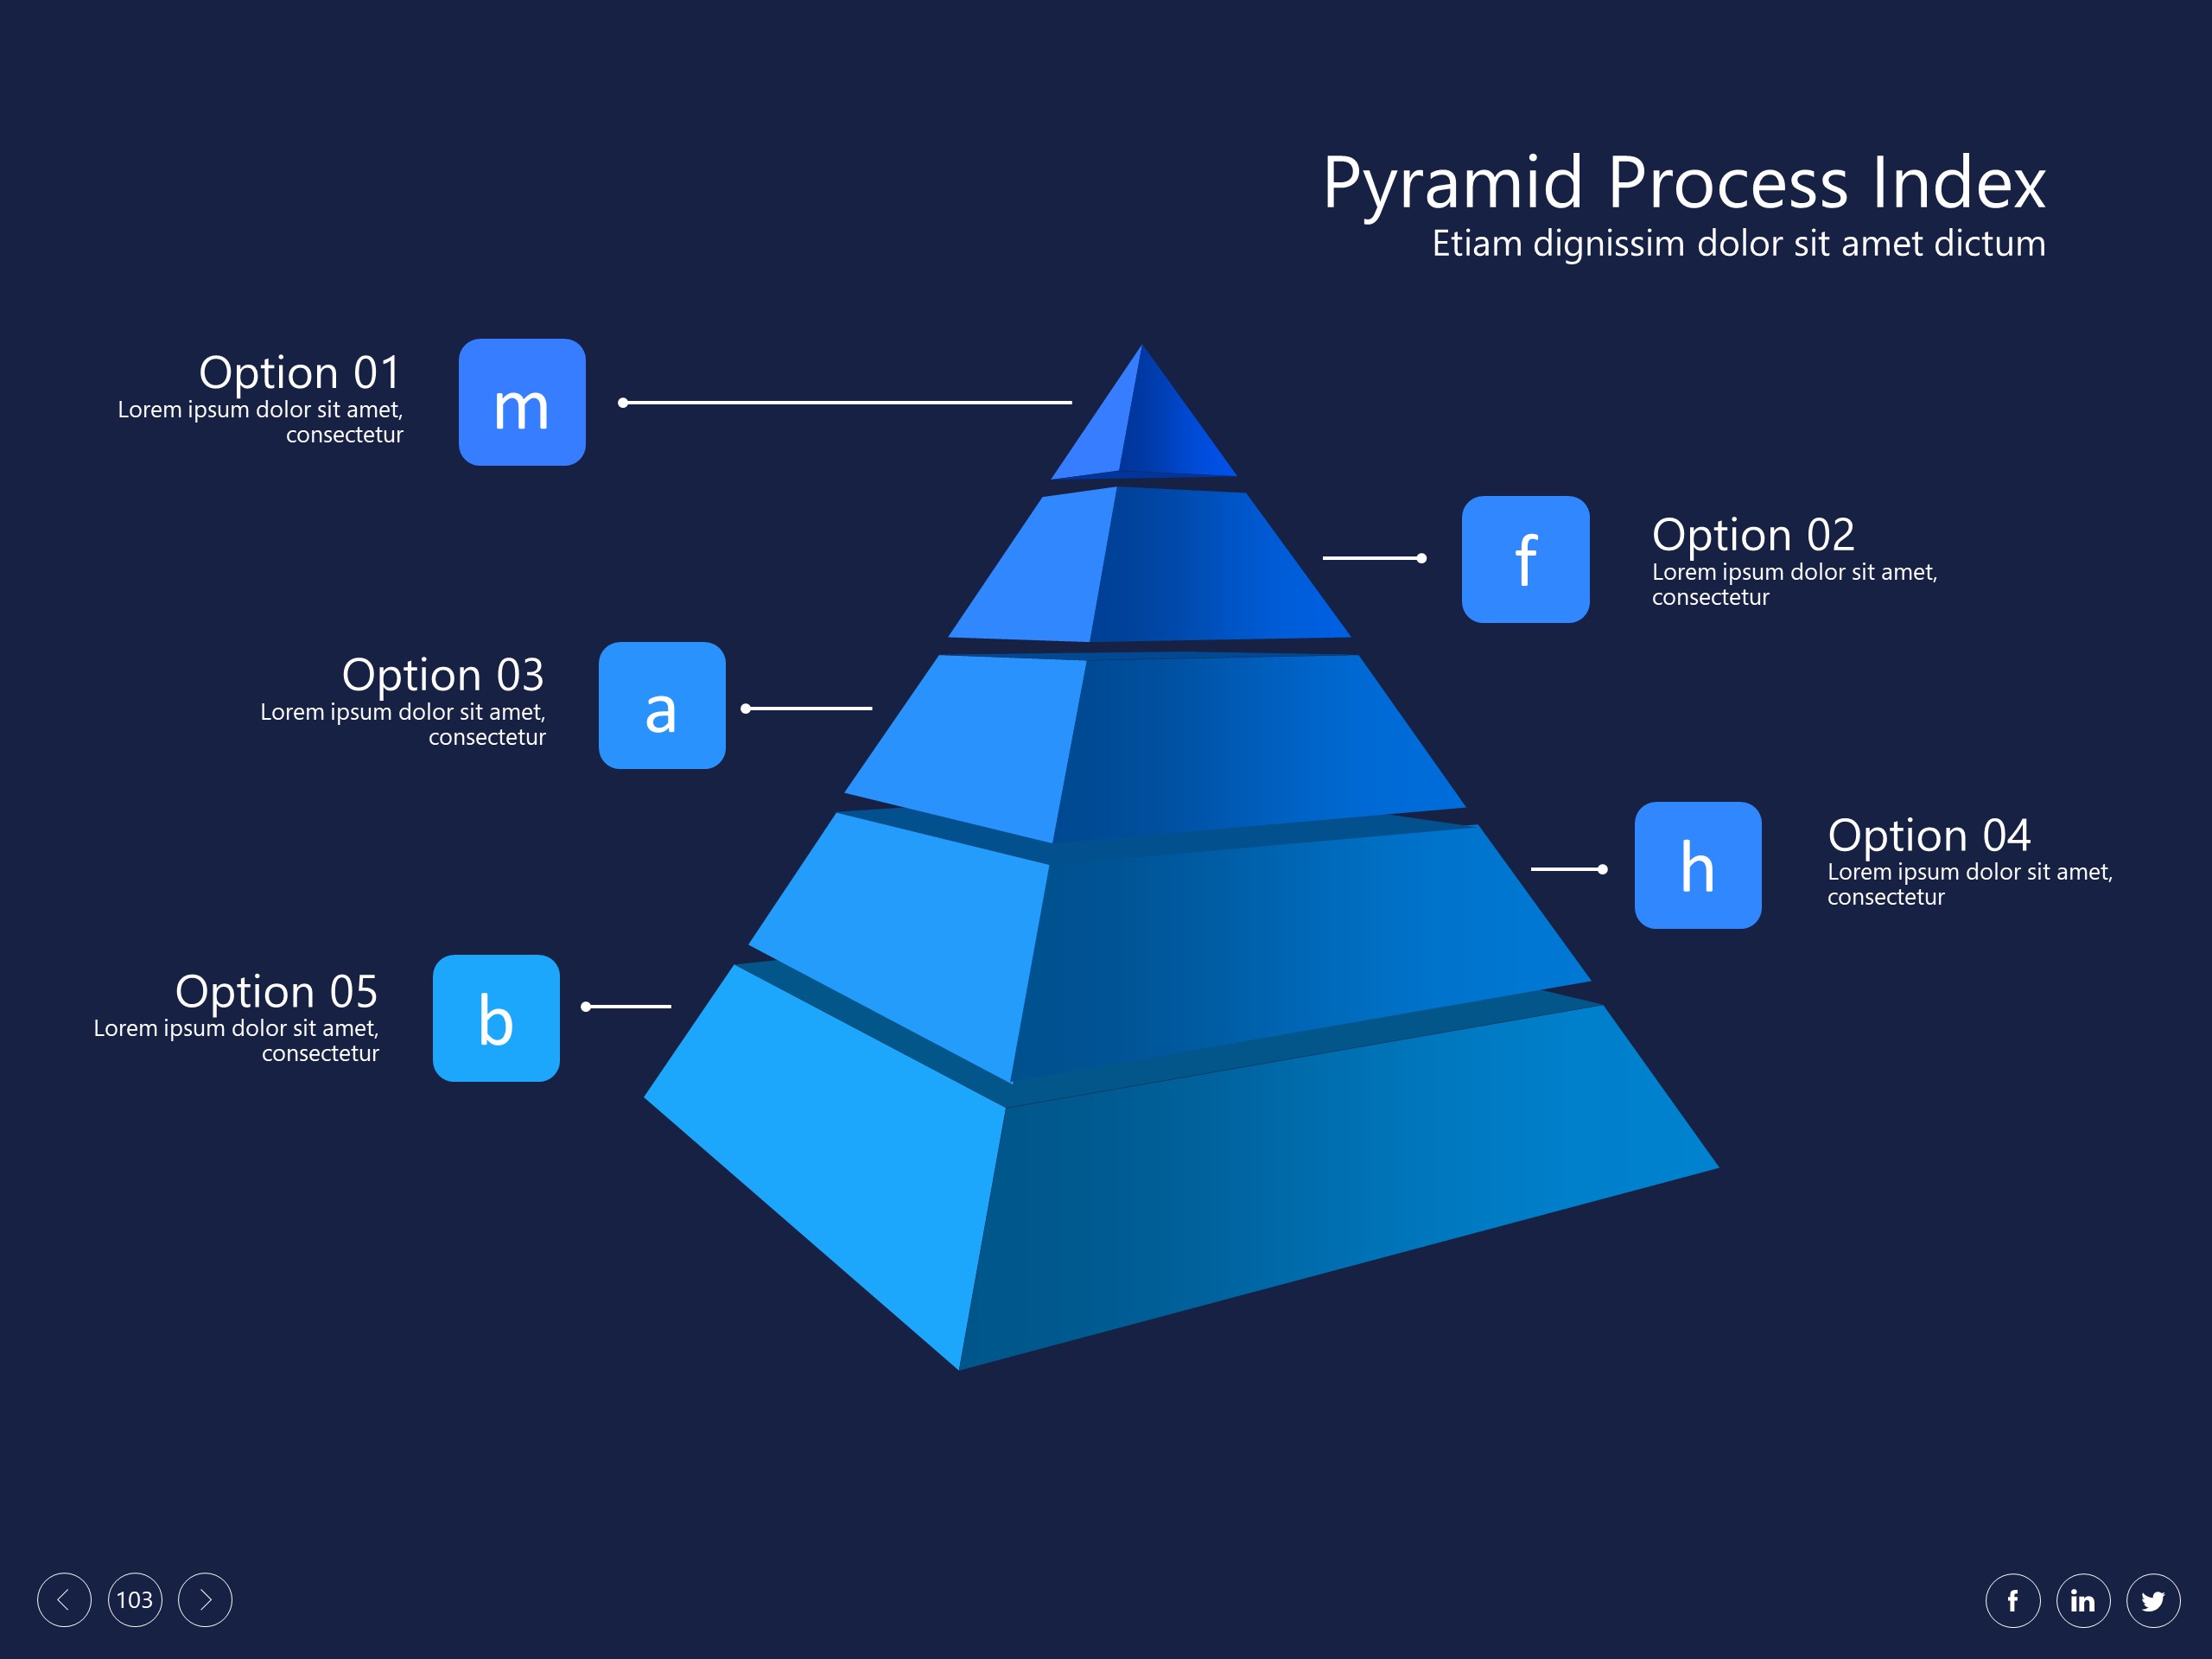 Pyramid Process Index
Etiam dignissim dolor sit amet dictum
Option 01
Lorem ipsum dolor sit amet,
consectetur
m
f
Option 02
Lorem ipsum dolor sit amet,
consectetur
Option 03
Lorem ipsum dolor sit amet,
consectetur
a
h
Option 04
Lorem ipsum dolor sit amet,
consectetur
Option 05
Lorem ipsum dolor sit amet,
consectetur
b
103
f
in